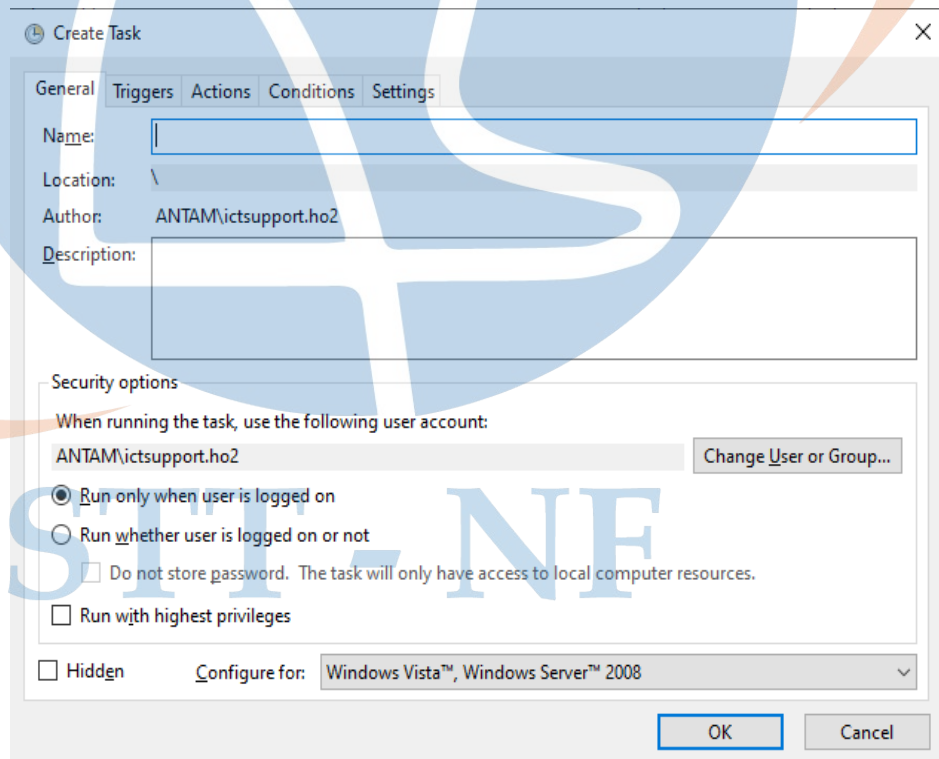 Create Task
General Triggers Actions Conditions Settings
Name:
Location: \
Author: ANTAM\ictsupport.ho2
Description:
Security options
When running the task, use the following user account:
ANTAM\ictsupport.ho2 Change User or Group...
Run only when user is logged on
Run whether user is logged on or not
Do not store password. The task will only have access to local computer resources.
Run with highest privileges
Hidden Configure for: Windows Vista™, Windows Server™ 2008
OK Cancel
STT - NF